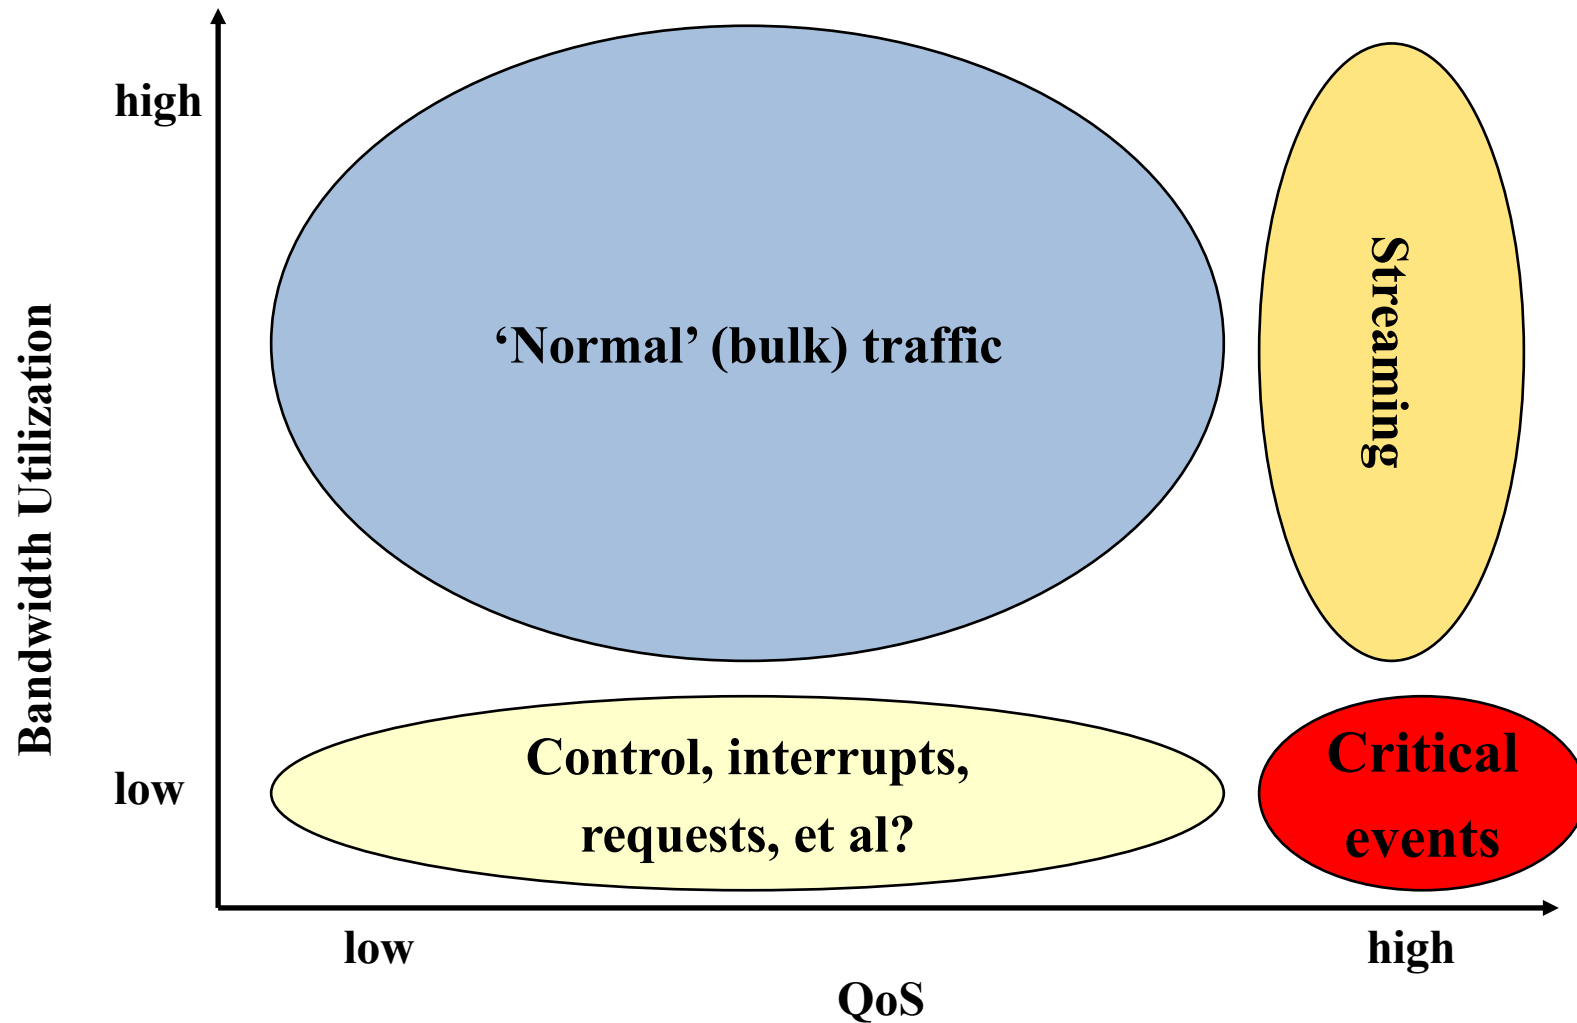 high
‘Normal’ (bulk) traffic
Streaming
Bandwidth Utilization
Control, interrupts,
requests, et al?
Critical
events
low
low
high
QoS